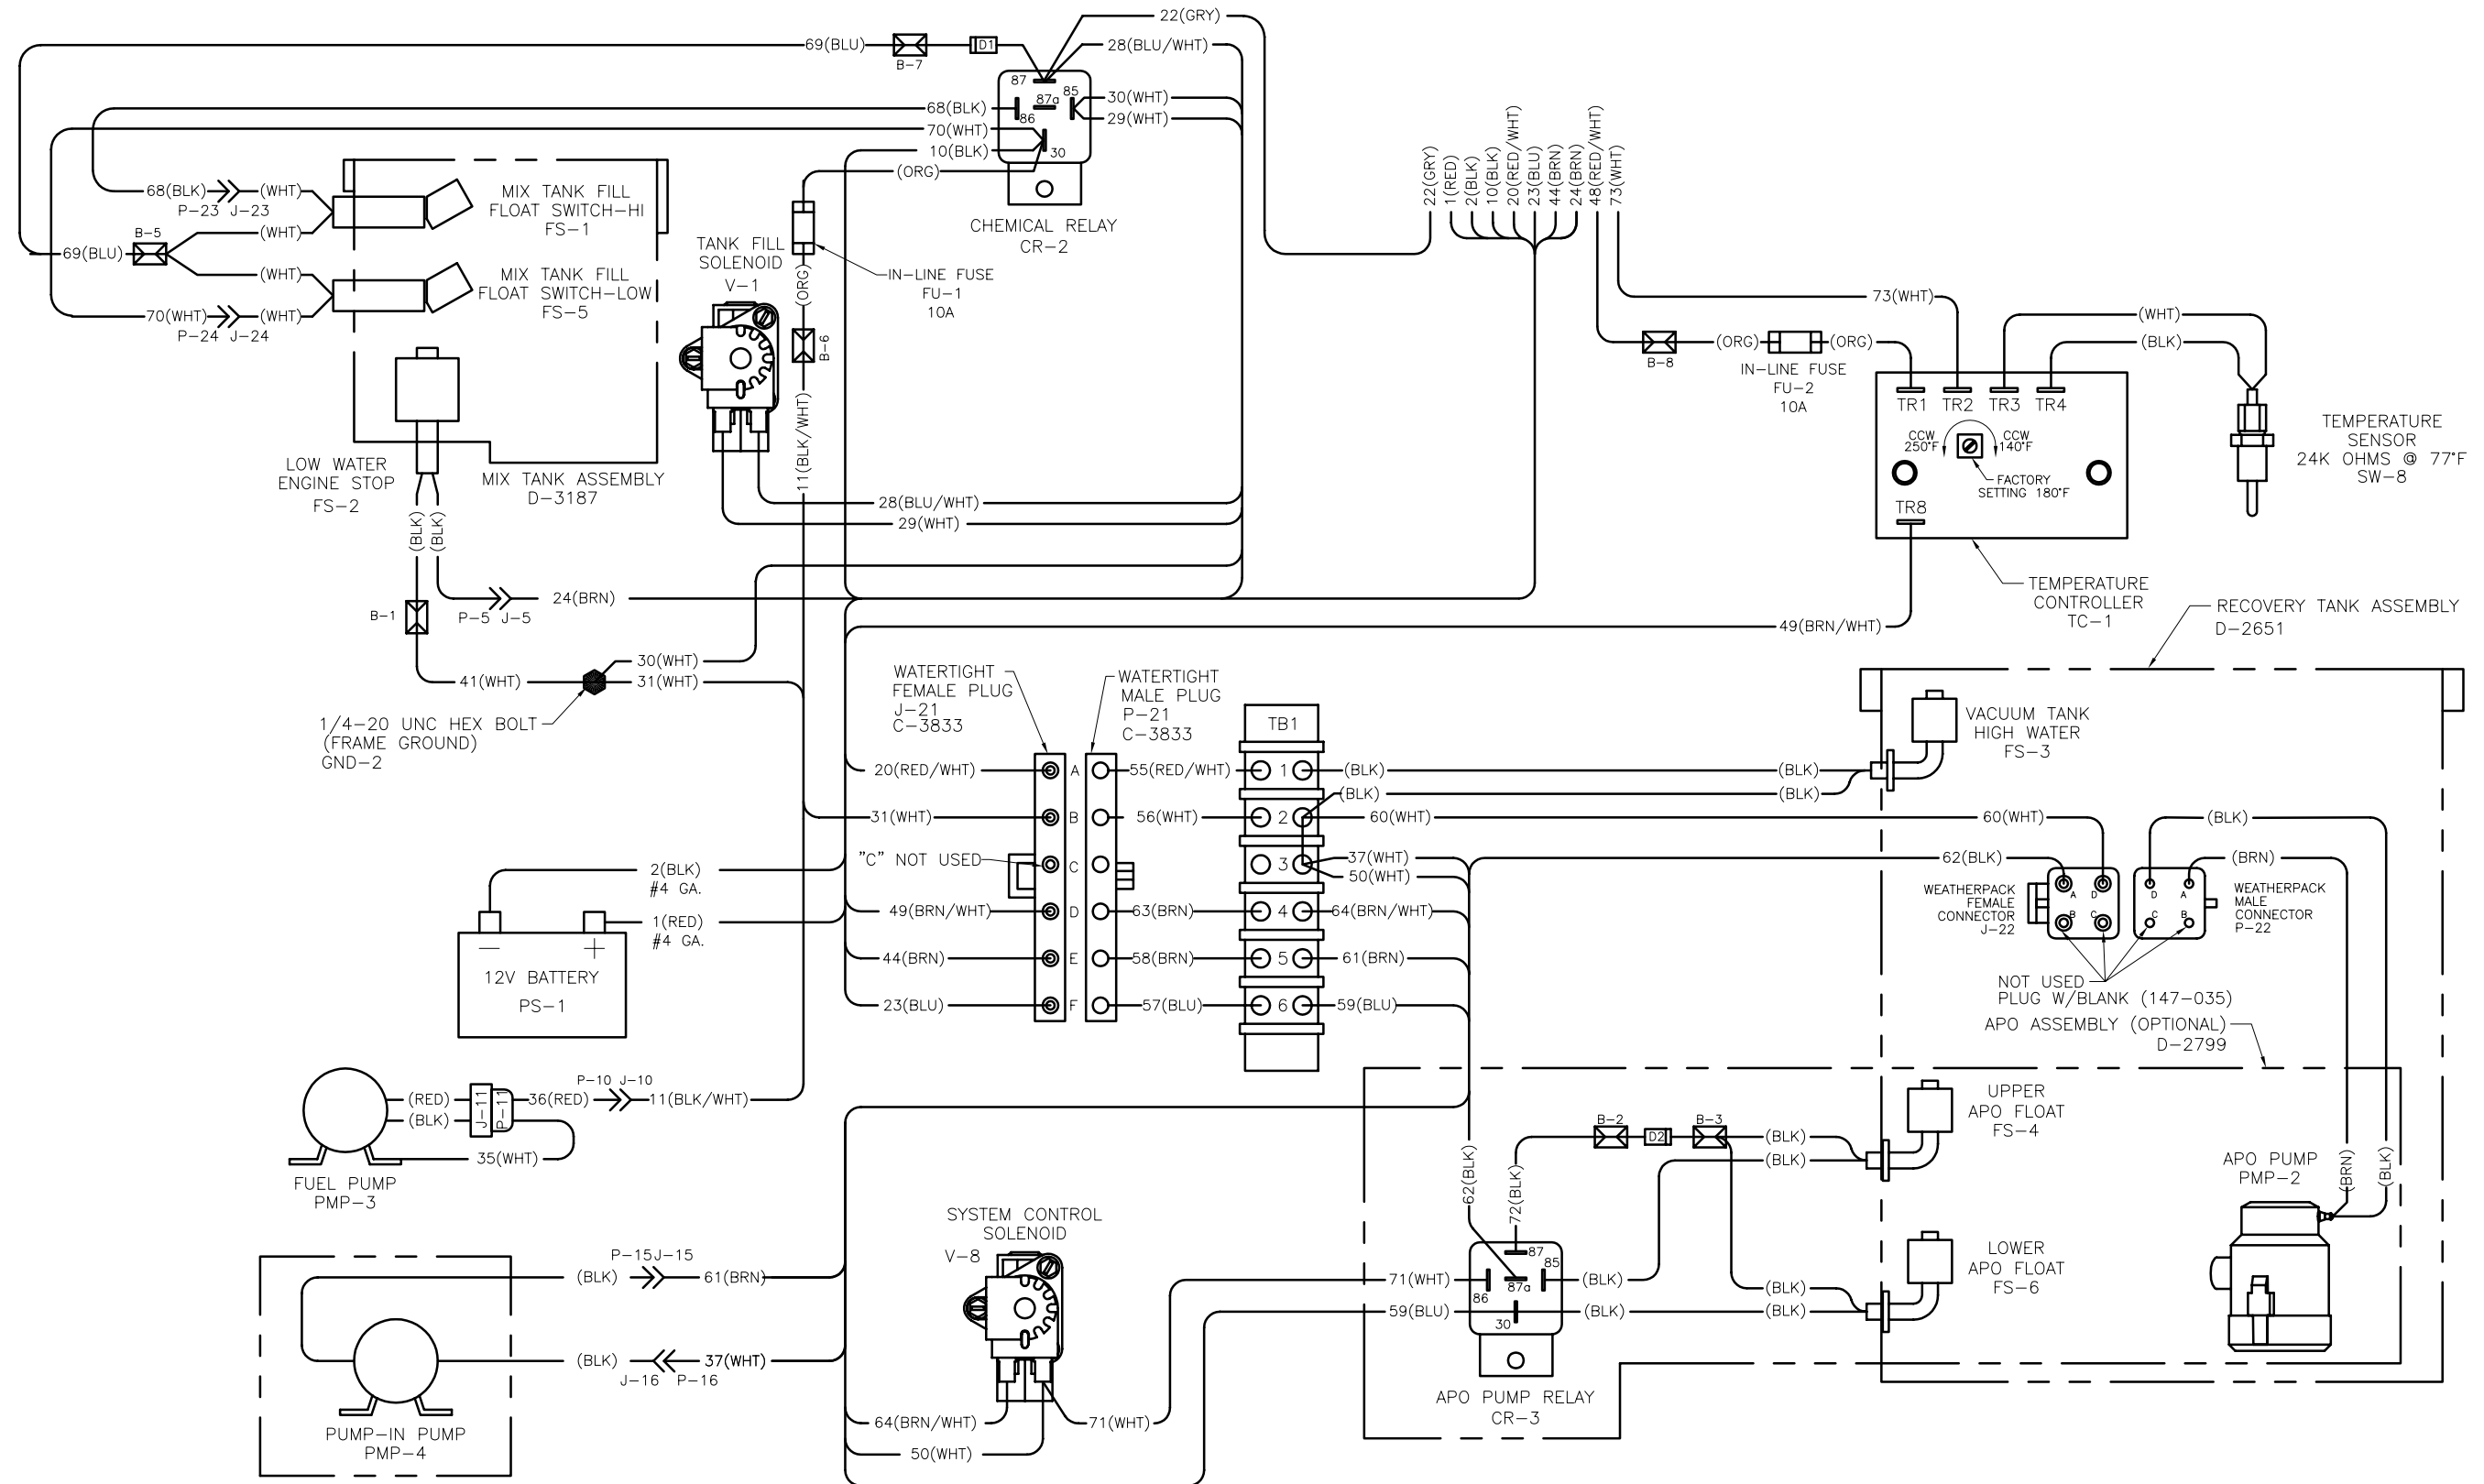 22(GRY)
69(BLU)
B-7
D1
28(BLU/WHT)
87
87a
85
86
30
68(BLK)
70(WHT)
10(BLK)
(ORG)
30(WHT)
29(WHT)
CHEMICAL RELAY
CR-2
68(BLK)
(WHT)
P-23 J-23
(WHT)
MIX TANK FILL
FLOAT SWITCH-HI
FS-1
B-5
69(BLU)
(WHT)
MIX TANK FILL
FLOAT SWITCH-LOW
FS-5
70(WHT)
(WHT)
P-24 J-24
TANK FILL
SOLENOID
V-1
(ORG)
IN-LINE FUSE
FU-1
10A
B-6
11(BLK/WHT)
22(GRY)
1(RED)
2(BLK)
10(BLK)
20(RED/WHT)
23(BLU)
44(BRN)
24(BRN)
48(RED/WHT)
73(WHT)
73(WHT)
(WHT)
(BLK)
B-8
(ORG)
(ORG)
IN-LINE FUSE
FU-2
10A
TR1
TR2
TR3
TR4
CCW
250°F
CCW
140°F
FACTORY
SETTING 180°F
TR8
TEMPERATURE
SENSOR
24K OHMS @ 77°F
SW-8
TEMPERATURE
CONTROLLER
TC-1
LOW WATER
ENGINE STOP
FS-2
MIX TANK ASSEMBLY
D-3187
(BLK)
(BLK)
28(BLU/WHT)
29(WHT)
B-1
P-5 J-5
24(BRN)
49(BRN/WHT)
RECOVERY TANK ASSEMBLY
D-2651
30(WHT)
41(WHT)
31(WHT)
1/4-20 UNC HEX BOLT
(FRAME GROUND)
GND-2
WATERTIGHT
FEMALE PLUG
J-21
C-3833
WATERTIGHT
MALE PLUG
P-21
C-3833
TB1
VACUUM TANK
HIGH WATER
FS-3
20(RED/WHT)
A
55(RED/WHT)
1
(BLK)
(BLK)
(BLK)
(BLK)
31(WHT)
B
56(WHT)
2
60(WHT)
60(WHT)
(BLK)
"C" NOT USED
C
3
37(WHT)
50(WHT)
62(BLK)
(BRN)
WEATHERPACK
FEMALE
CONNECTOR
J-22
A
D
B
C
D
A
C
B
WEATHERPACK
MALE
CONNECTOR
P-22
2(BLK)
#4 GA.
1(RED)
#4 GA.
49(BRN/WHT)
D
63(BRN)
4
64(BRN/WHT)
44(BRN)
E
58(BRN)
5
61(BRN)
23(BLU)
F
57(BLU)
6
59(BLU)
12V BATTERY
PS-1
NOT USED
PLUG W/BLANK (147-035)
APO ASSEMBLY (OPTIONAL)
D-2799
(RED)
(BLK)
J-11
P-11
36(RED)
P-10 J-10
11(BLK/WHT)
35(WHT)
FUEL PUMP
PMP-3
B-2
D2
B-3
(BLK)
(BLK)
UPPER
APO FLOAT
FS-4
62(BLK)
72(BLK)
APO PUMP
PMP-2
(BRN)
(BLK)
P-15 J-15
(BLK)
61(BRN)
SYSTEM CONTROL
SOLENOID
V-8
71(WHT)
87
85
87a
86
30
(BLK)
59(BLU)
(BLK)
(BLK)
(BLK)
LOWER
APO FLOAT
FS-6
(BLK)
37(WHT)
J-16 P-16
APO PUMP RELAY
CR-3
64(BRN/WHT)
71(WHT)
50(WHT)
PUMP-IN PUMP
PMP-4